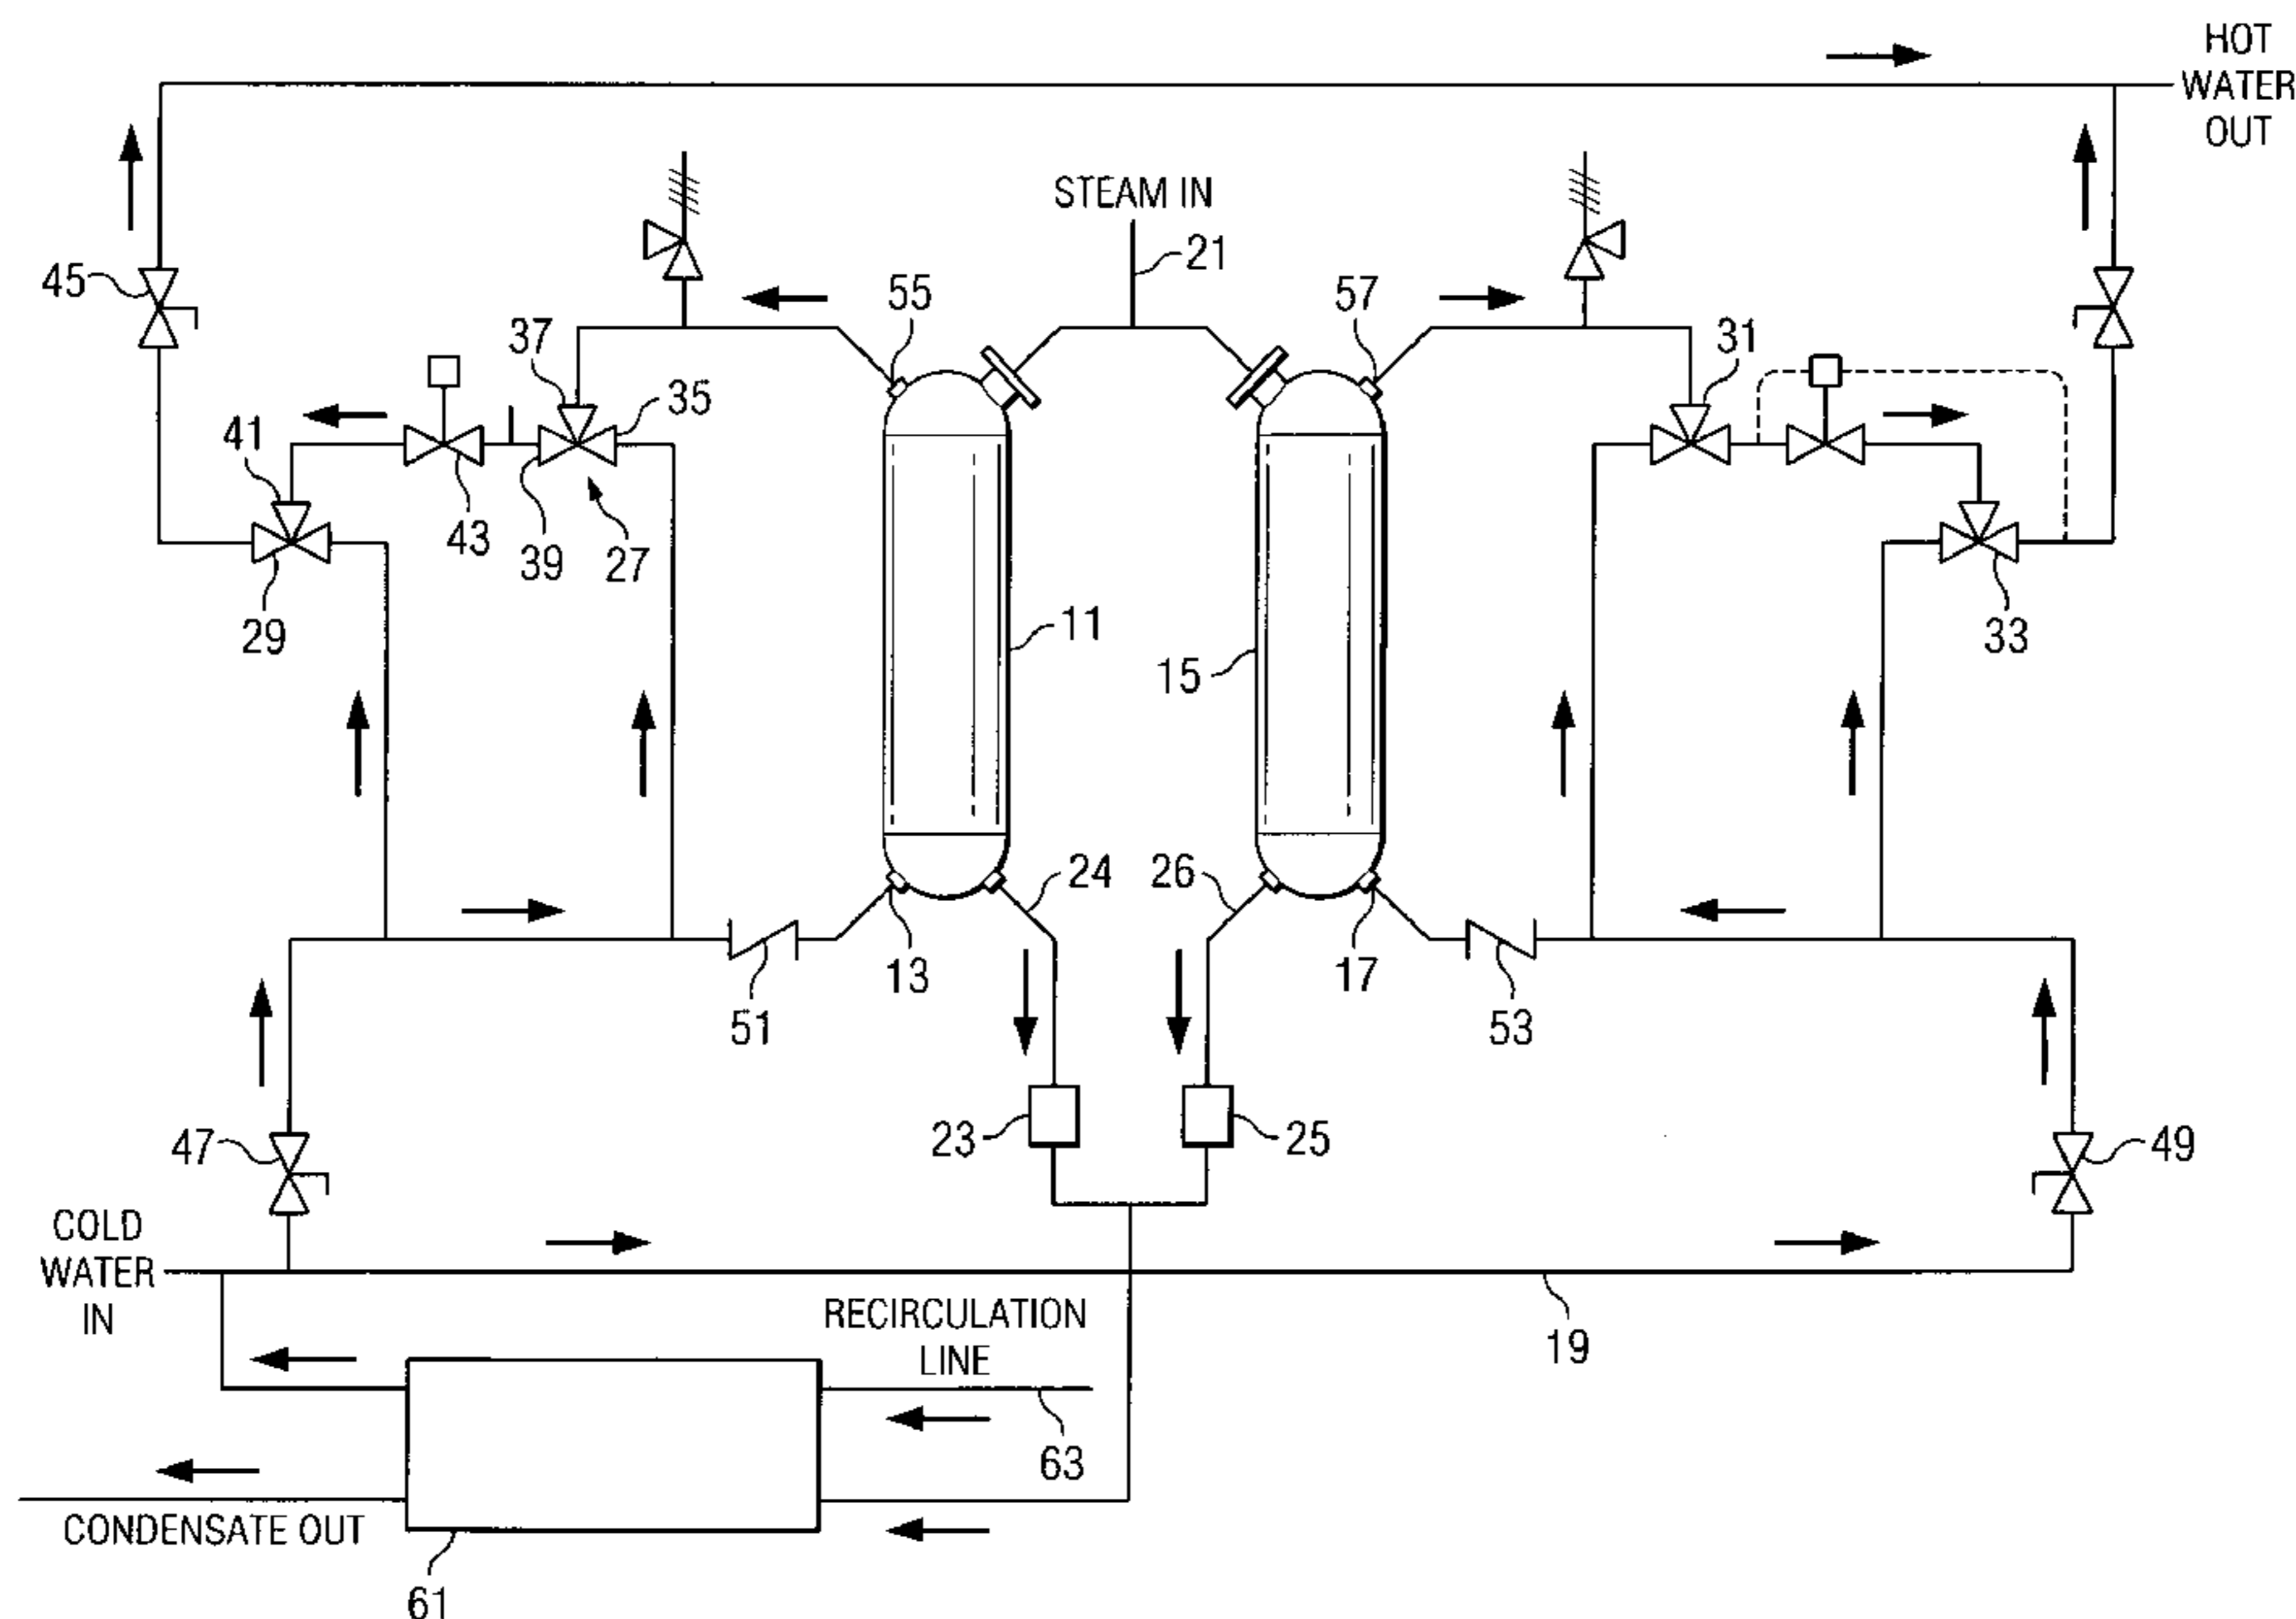 HOT
WATER
OUT
STEAM IN
21
45
55
57
37
31
35
41
43
39
27
29
33
11
15
24
26
13
17
51
53
47
23
25
49
COLD
WATER
IN
RECIRCULATION
LINE
19
63
CONDENSATE OUT
61